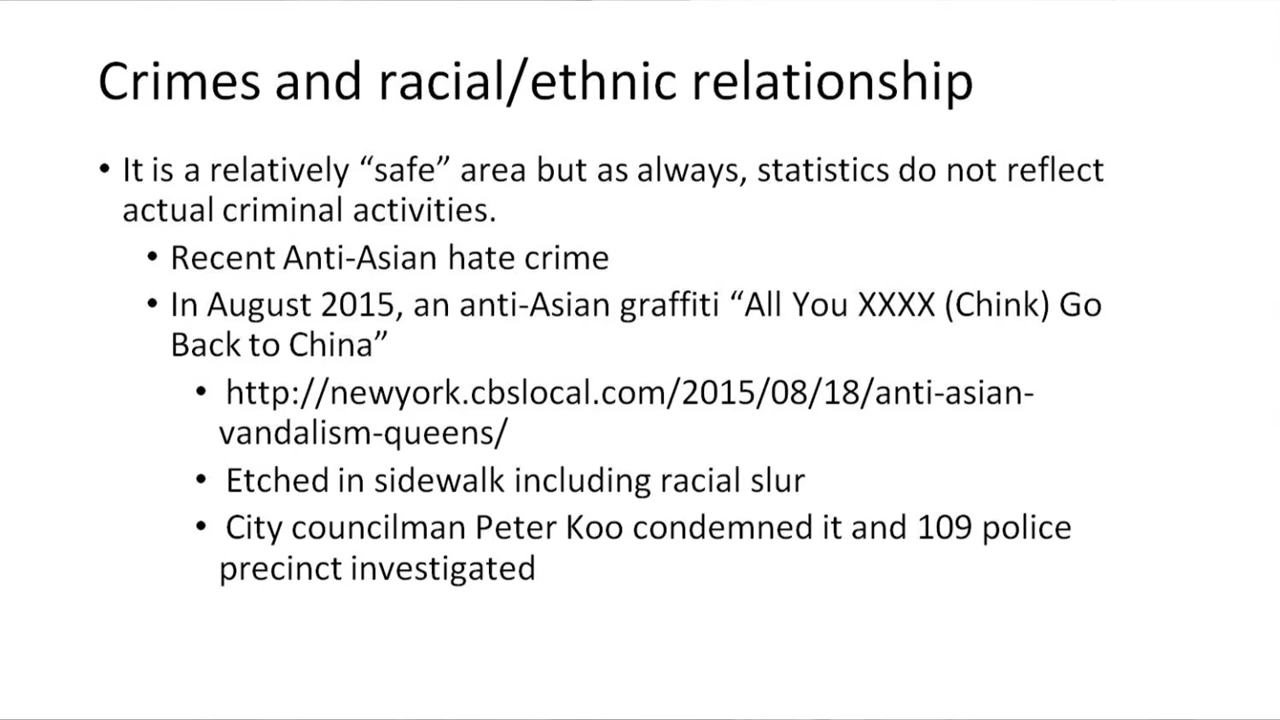 Crimes and racial/ethnic relationship
• It is a relatively “safe” area but as always, statistics do not reflect
actual criminal activities.
• Recent Anti-Asian hate crime
• In August 2015, an anti-Asian graffiti “All You XXXX (Chink) Go
Back to China”
• http://newyork.cbslocal.com/2015/08/18/anti-asian-
vandalism-queens/
• Etched in sidewalk including racial slur
• City councilman Peter Koo condemned it and 109 police
precinct investigated